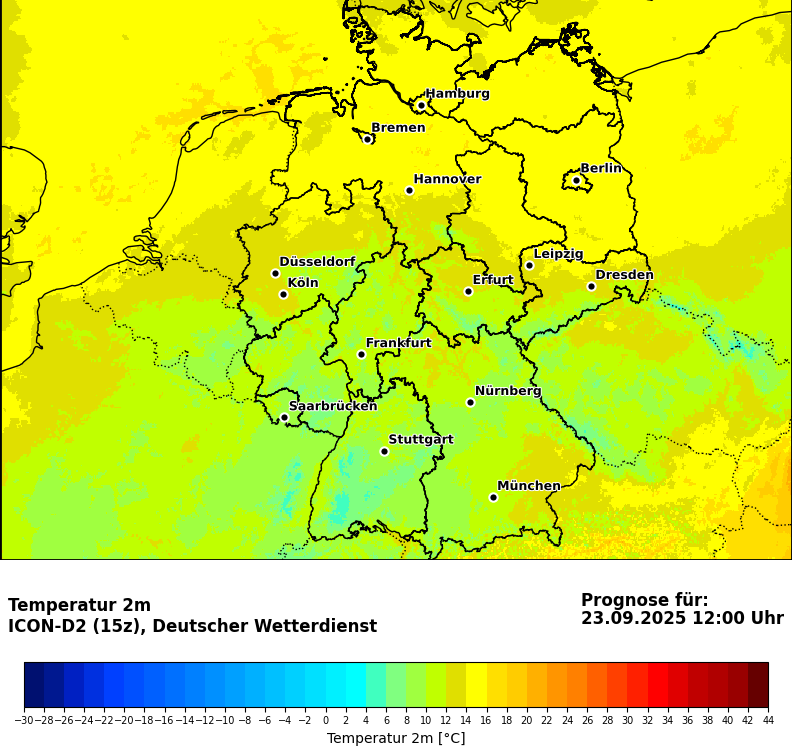 Hamburg
Bremen
Berlin
Hannover
Leipzig
Düsseldorf
Dresden
Köln
Erfurt
Frankfurt
Nürnberg
Saarbrücken
Stuttgart
München
Temperatur 2m
ICON-D2 (15z), Deutscher Wetterdienst
Prognose für:
23.09.2025 12:00 Uhr
−30 −28 −26 −24 −22 −20 −18 −16 −14 −12 −10 −8 −6 −4 −2 0 2 4 6 8 10 12 14 16 18 20 22 24 26 28 30 32 34 36 38 40 42 44
Temperatur 2m [°C]